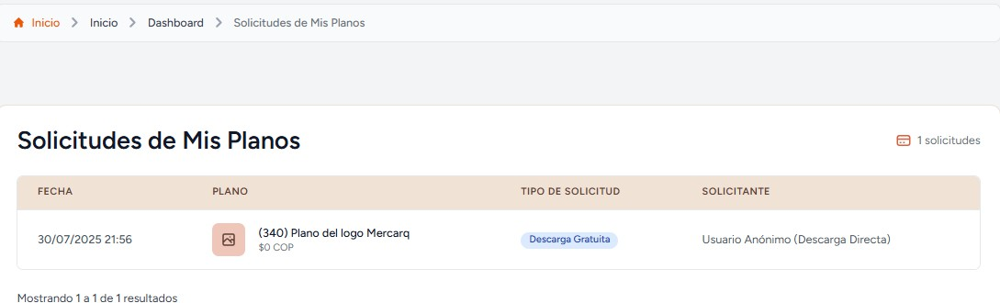 Inicio > Inicio > Dashboard > Solicitudes de Mis Planos
Solicitudes de Mis Planos
1 solicitudes
FECHA PLANO TIPO DE SOLICITUD SOLICITANTE
30/07/2025 21:56 (340) Plano del logo Mercarq Descarga Gratuita Usuario Anónimo (Descarga Directa)
$0 COP
Mostrando 1 a 1 de 1 resultados